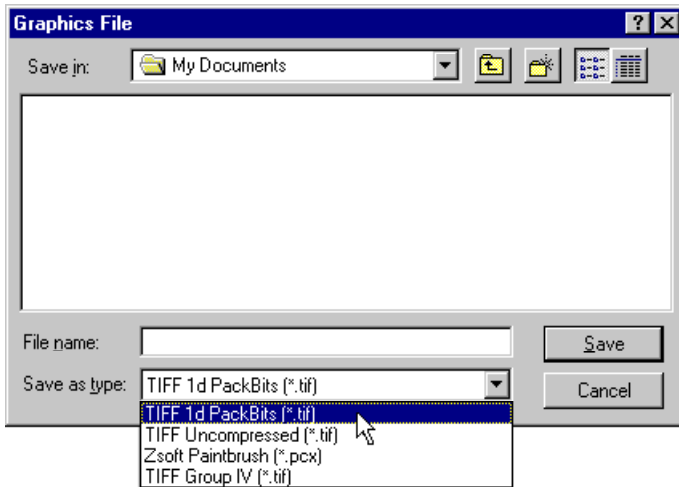 Graphics File
Save in: My Documents
File name: Save
Save as type: TIFF 1d PackBits (*.tif) Cancel
TIFF 1d PackBits (*.tif)
TIFF Uncompressed (*.tif)
Zsoft Paintbrush (*.pcx)
TIFF Group IV (*.tif)